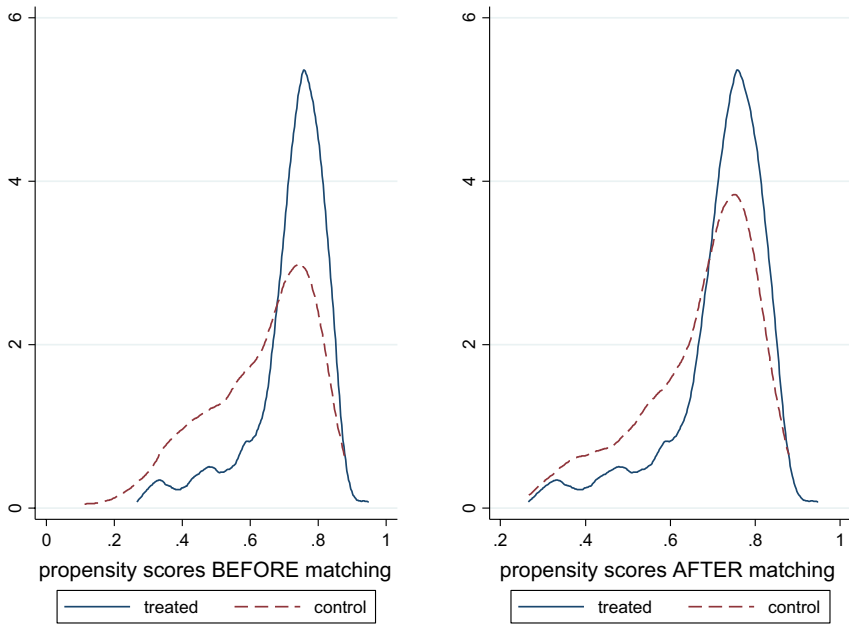 6
4
2
0
0 .2 .4 .6 .8 1
propensity scores BEFORE matching
treated control
6
4
2
0
.2 .4 .6 .8 1
propensity scores AFTER matching
treated control